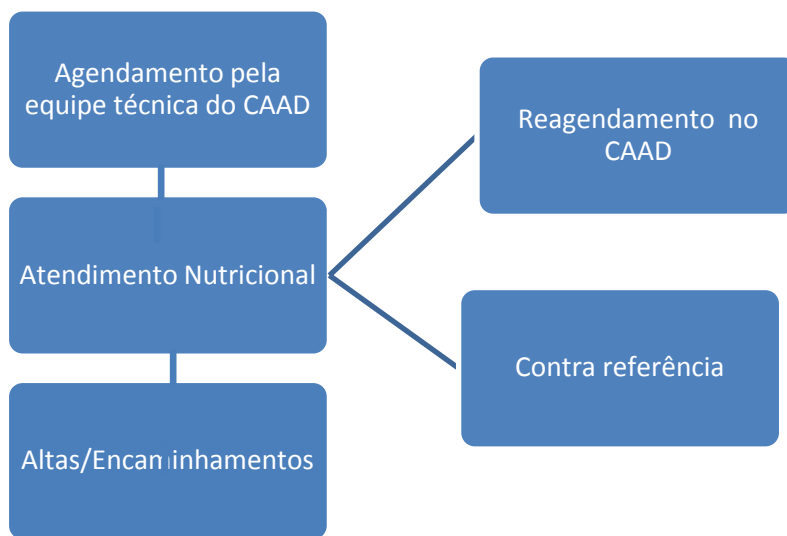 Agendamento pela
equipe técnica do CAAD
Atendimento Nutricional
Altas/Encaminhamentos
Reagendamento no
CAAD
Contra referência